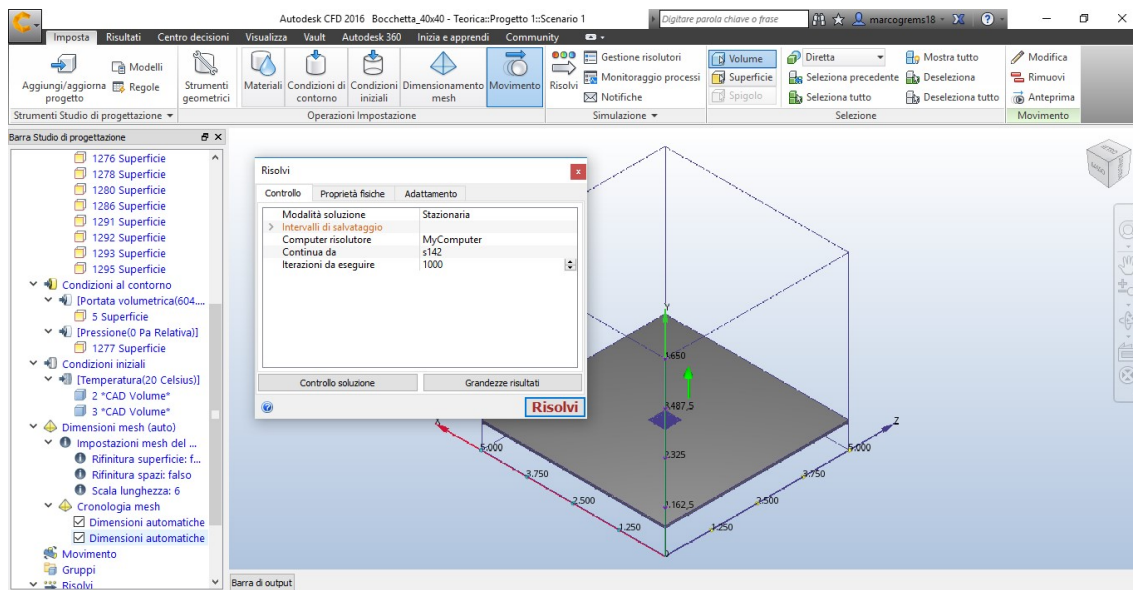 Autodesk CFD 2016 Bocchetta_40x40 - Teorica::Progetto 1::Scenario 1
Digitare parola chiave o frase
marcogrems18
Imposta Risultati Centro decisioni Visualizza Vault Autodesk 360 Inizia e apprendi Community
Aggiungi/aggiorna progetto
Modelli
Regole
Strumenti geometrici
Materiali
Condizioni di contorno
Condizioni iniziali
Dimensionamento mesh
Movimento
Risolvi
Gestione risolutori
Monitoraggio processi
Notifiche
Volume
Superficie
Spigolo
Diretta
Seleziona precedente
Seleziona tutto
Mostra tutto
Deseleziona
Deseleziona tutto
Modifica
Rimuovi
Anteprima
Strumenti Studio di progettazione
Operazioni Impostazione
Simulazione
Selezione
Movimento
Barra Studio di progettazione
1276 Superficie
1278 Superficie
1280 Superficie
1286 Superficie
1291 Superficie
1292 Superficie
1293 Superficie
1295 Superficie
Condizioni al contorno
[Portata volumetrica(604....
5 Superficie
[Pressione(0 Pa Relativa)]
1277 Superficie
Condizioni iniziali
[Temperatura(20 Celsius)]
2 *CAD Volume*
3 *CAD Volume*
Dimensioni mesh (auto)
Impostazioni mesh del ...
Rifinitura superficie: f...
Rifinitura spazi: falso
Scala lunghezza: 6
Cronologia mesh
Dimensioni automatiche
Dimensioni automatiche
Movimento
Gruppi
Risolvi
Risolvi
Controllo Proprietà fisiche Adattamento
Modalità soluzione Stazionaria
Intervalli di salvataggio
Computer risolutore MyComputer
Continua da s142
Iterazioni da eseguire 1000
Controllo soluzione Grandezze risultati
Risolvi
Y
Z
5.000
3.750
2.500
1.250
1.162,5
2.325
1.250
2.500
3.750
5.000
Barra di output